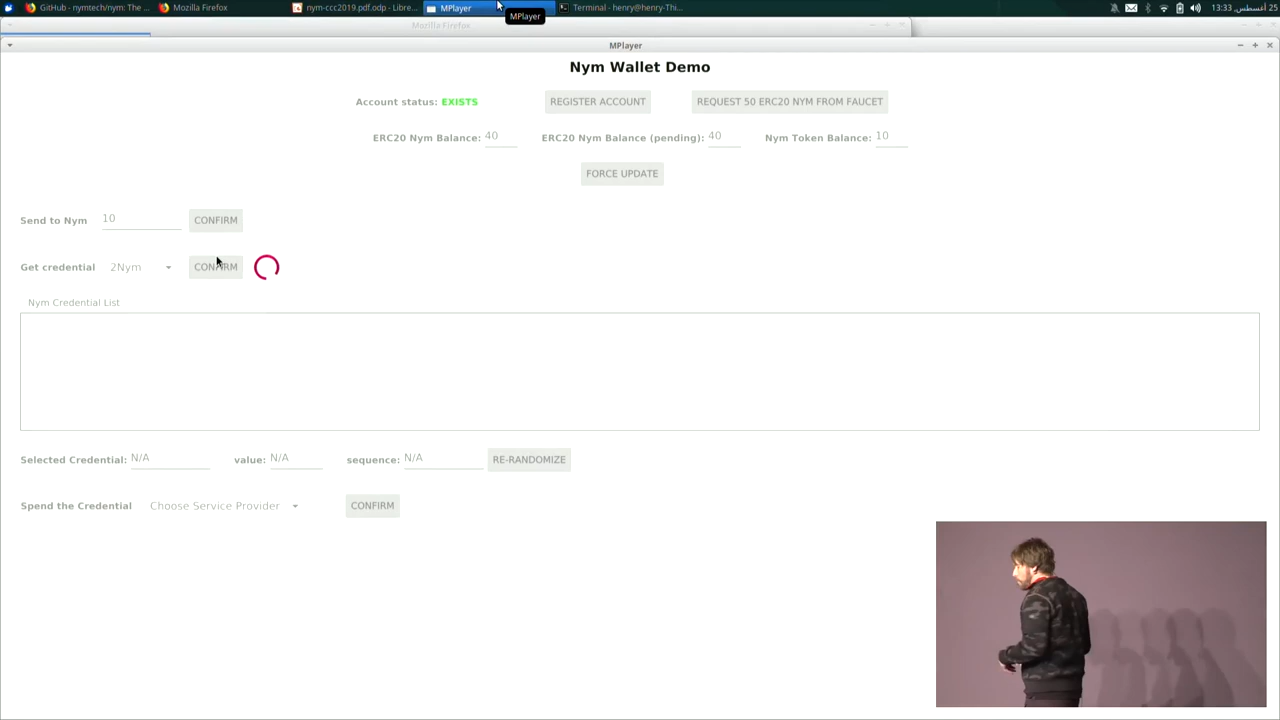 GitHub - nymtech/nym: The ...
Mozilla Firefox
nym-ccc2019.pdf.odp - Libre...
MPlayer
Terminal - henry@henry-Thi...
25 أغسطس, 13:33
MPlayer
Mozilla Firefox
MPlayer
Nym Wallet Demo
Account status: EXISTS
REGISTER ACCOUNT
REQUEST 50 ERC20 NYM FROM FAUCET
ERC20 Nym Balance: 40
ERC20 Nym Balance (pending): 40
Nym Token Balance: 10
FORCE UPDATE
Send to Nym 10 CONFIRM
Get credential 2Nym CONFIRM
Nym Credential List
Selected Credential: N/A value: N/A sequence: N/A RE-RANDOMIZE
Spend the Credential Choose Service Provider CONFIRM